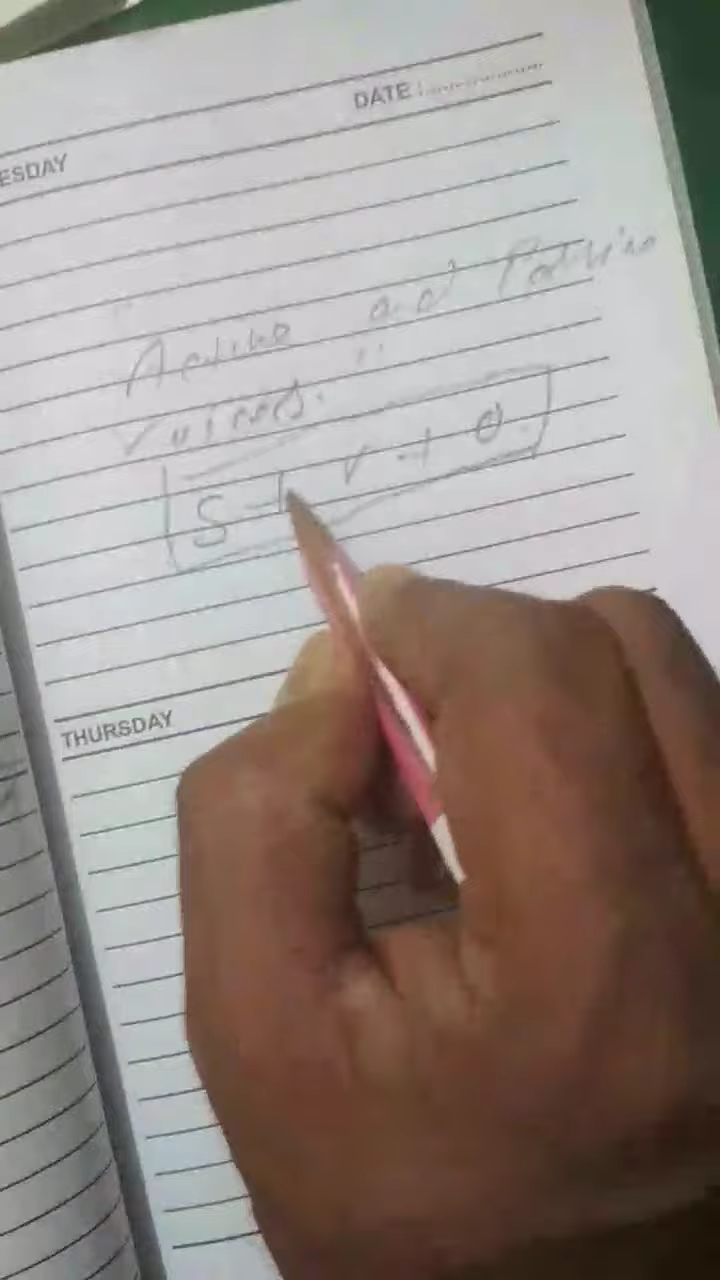 DATE :
ESDAY
Active and Passive
Voices.
S + V + O.
THURSDAY